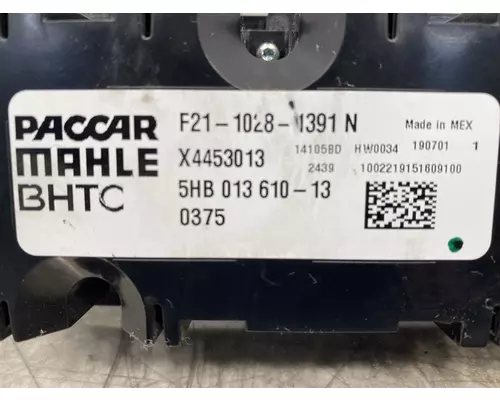 PACCAR
MAHLE
BHTC
F21-1028-1391 N
X4453013
5HB 013 610-13
0375
Made in MEX
141058D HW0034 190701 1
2439 1002219151609100